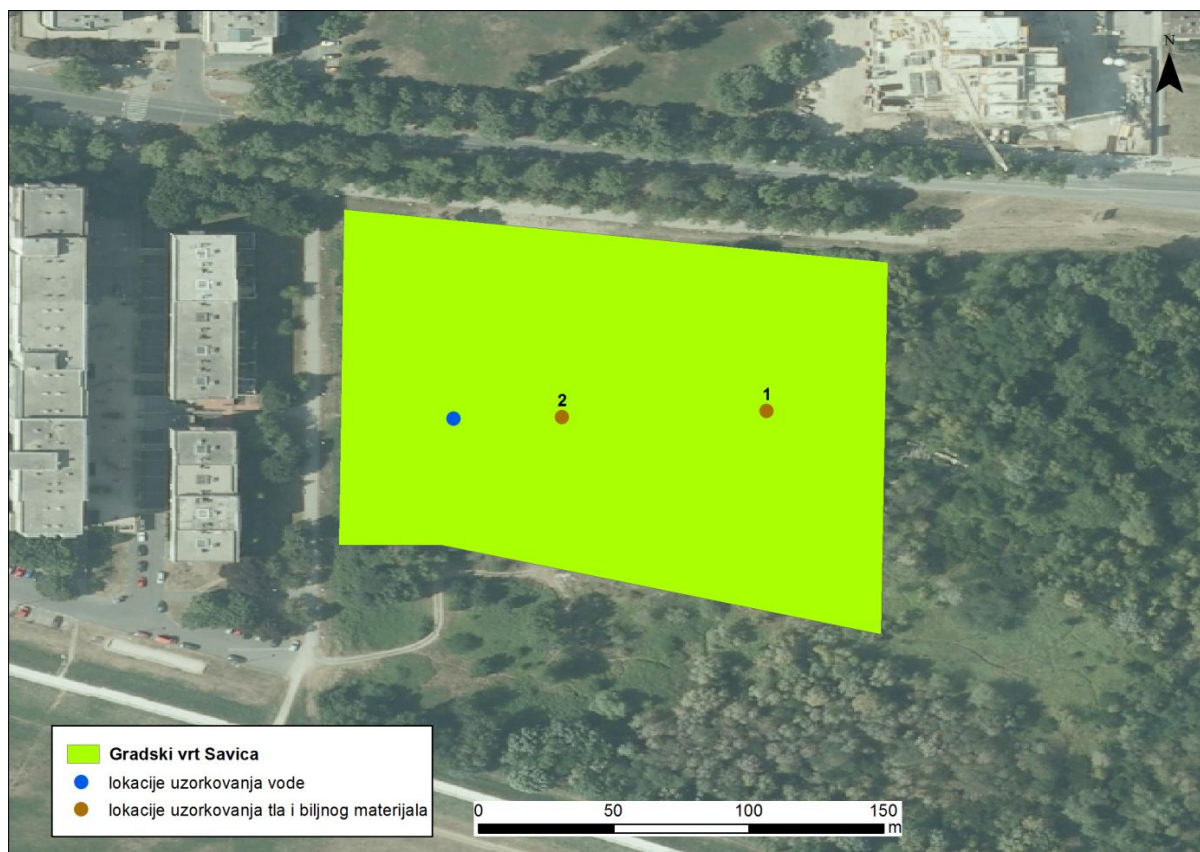 N
2
1
Gradski vrt Savica
lokacije uzorkovanja vode
lokacije uzorkovanja tla i biljnog materijala
0 50 100 150
m